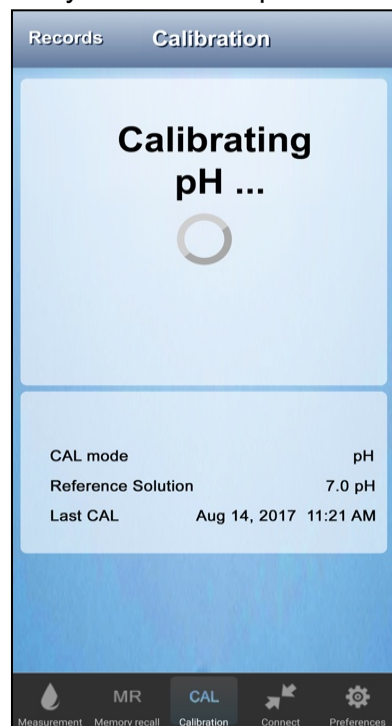 Records Calibration
Calibrating
pH ...
CAL mode pH
Reference Solution 7.0 pH
Last CAL Aug 14, 2017 11:21 AM
MR CAL
Measurement Memory recall Calibration Connect Preferences